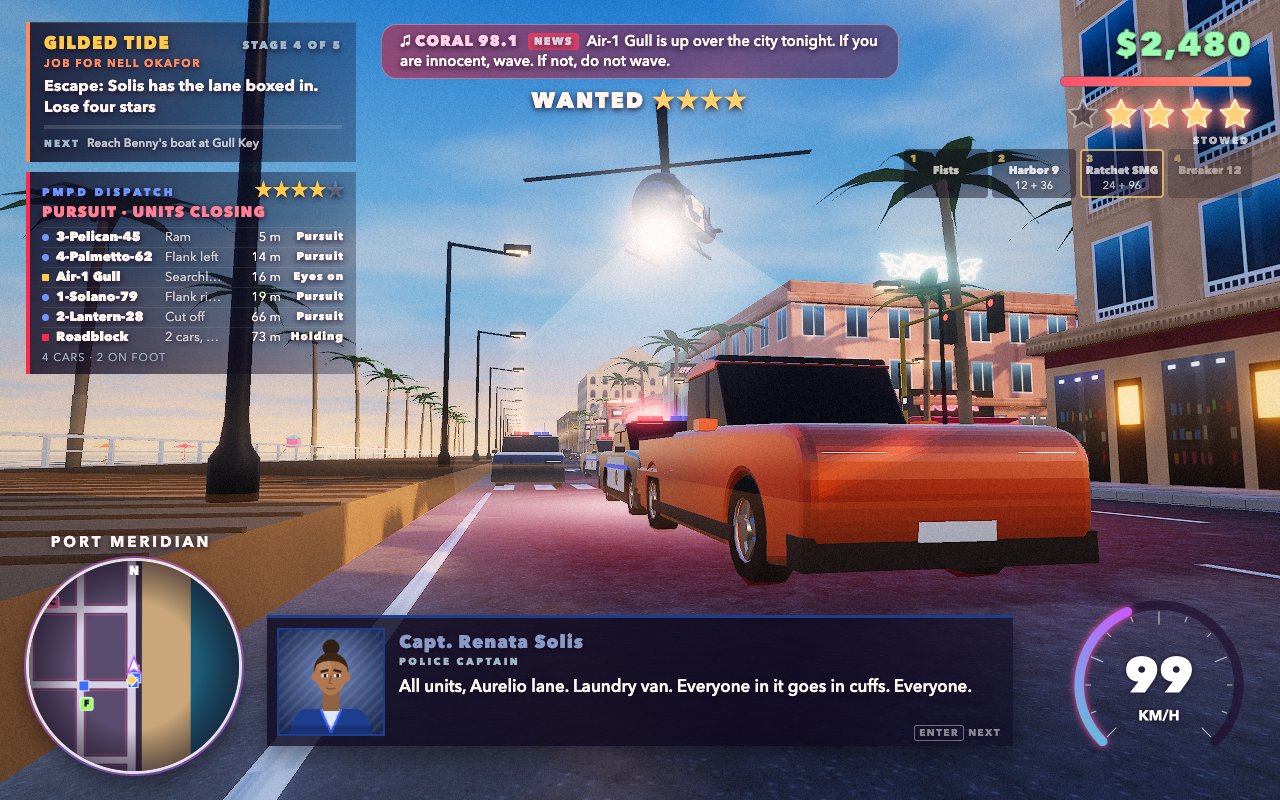 GILDED TIDE STAGE 4 OF 5
JOB FOR NELL OKAFOR
Escape: Solis has the lane boxed in.
Lose four stars
NEXT Reach Benny's boat at Gull Key
PMPD DISPATCH
PURSUIT · UNITS CLOSING
3-Pelican-45 Ram 5 m Pursuit
4-Palmetto-62 Flank left 14 m Pursuit
Air-1 Gull Searchl… 16 m Eyes on
1-Solano-79 Flank ri… 19 m Pursuit
2-Lantern-28 Cut off 66 m Pursuit
Roadblock 2 cars, … 73 m Holding
4 CARS · 2 ON FOOT
♫ CORAL 98.1 NEWS Air-1 Gull is up over the city tonight. If you
are innocent, wave. If not, do not wave.
WANTED
$2,480
STOWED
1 Fists
2 Harbor 9
12 + 36
3 Ratchet SMG
24 + 96
4 Breaker 12
PORT MERIDIAN
N
F
Capt. Renata Solis
POLICE CAPTAIN
All units, Aurelio lane. Laundry van. Everyone in it goes in cuffs. Everyone.
ENTER NEXT
99
KM/H